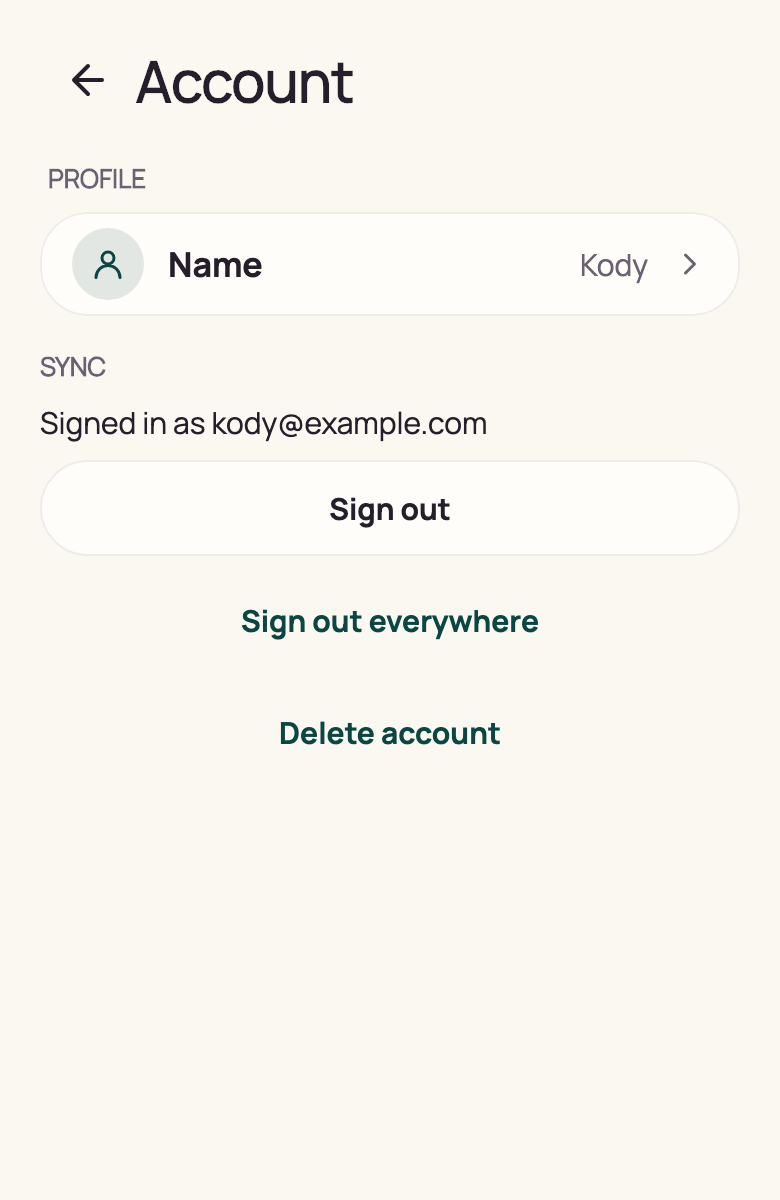 Account
PROFILE
Name
Kody
SYNC
Signed in as kody@example.com
Sign out
Sign out everywhere
Delete account